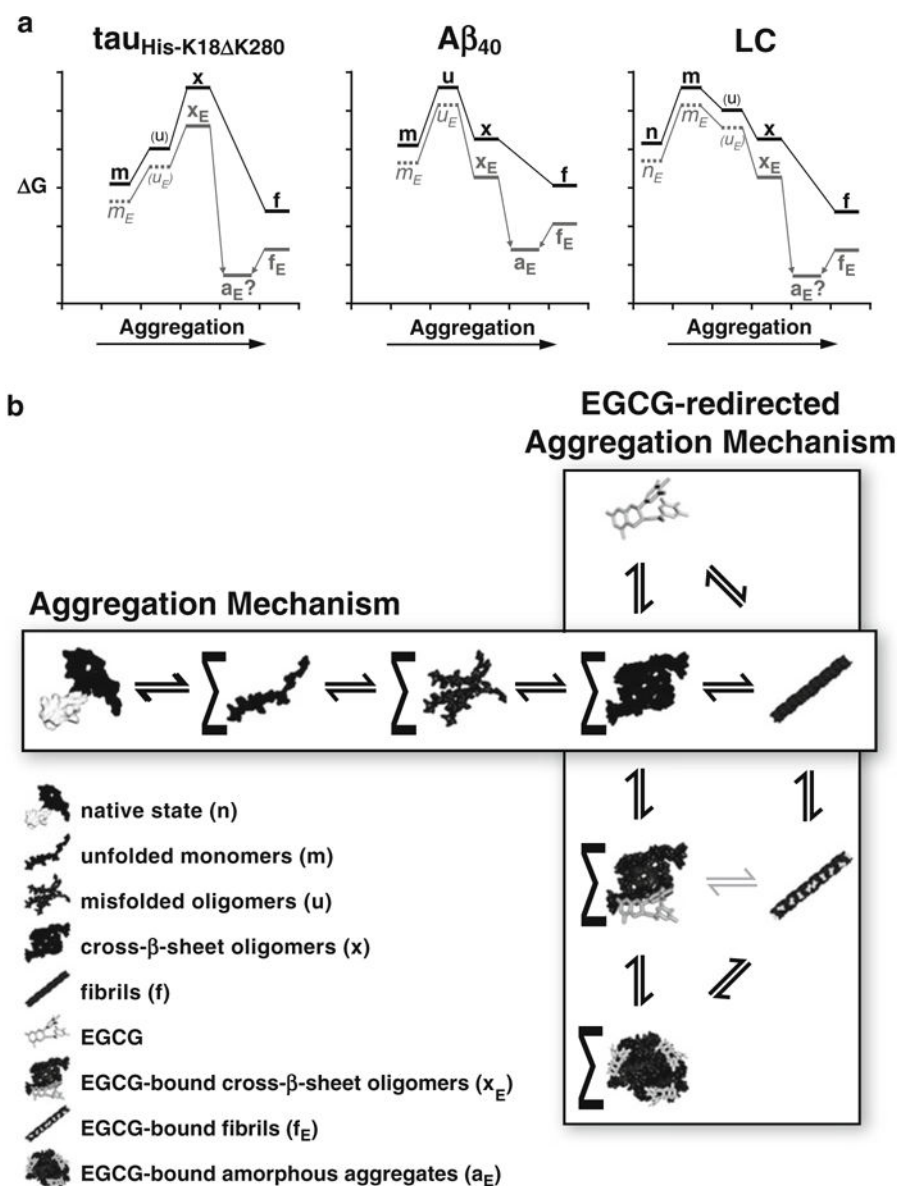 a
tau His-K18ΔK280
Aβ40
LC
ΔG
m
(u)
x
f
mE
(uE)
xE
aE?
fE
m
u
x
f
mE
uE
xE
aE
fE
n
m
(u)
x
f
nE
mE
(uE)
xE
aE?
fE
Aggregation
Aggregation
Aggregation
b
EGCG-redirected
Aggregation Mechanism
Aggregation Mechanism
Σ
Σ
Σ
native state (n)
unfolded monomers (m)
misfolded oligomers (u)
cross-β-sheet oligomers (x)
fibrils (f)
EGCG
EGCG-bound cross-β-sheet oligomers (xE)
EGCG-bound fibrils (fE)
EGCG-bound amorphous aggregates (aE)
Σ
Σ